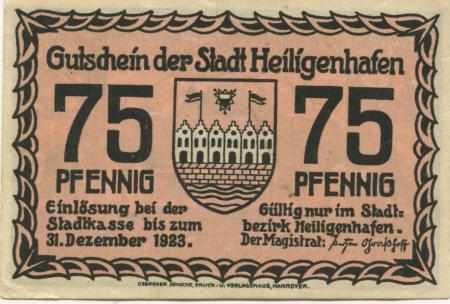 Gutschein der Stadt Heiligenhafen
75 75
PFENNIG PFENNIG
Einlösung bei der
Stadtkasse bis zum
31. Dezember 1923.
Gültig nur im Stadt=
bezirk Heiligenhafen.
Der Magistrat:
GEBRÜDER JÄNECKE, DRUCK- U. VERLAGSHAUS, HANNOVER.